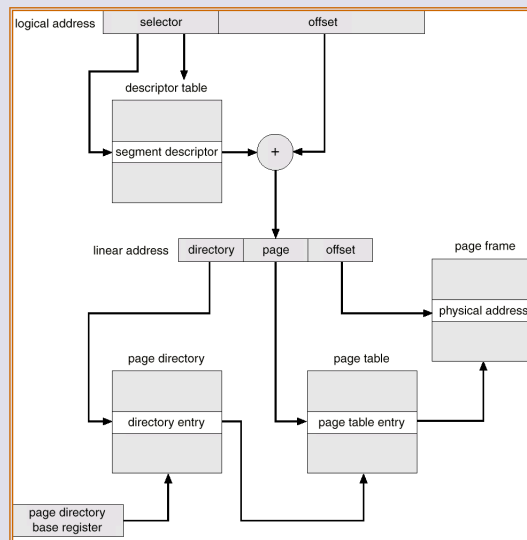 logical address
selector
offset
descriptor table
segment descriptor
+
linear address
directory
page
offset
page frame
physical address
page directory
page table
directory entry
page table entry
page directory
base register